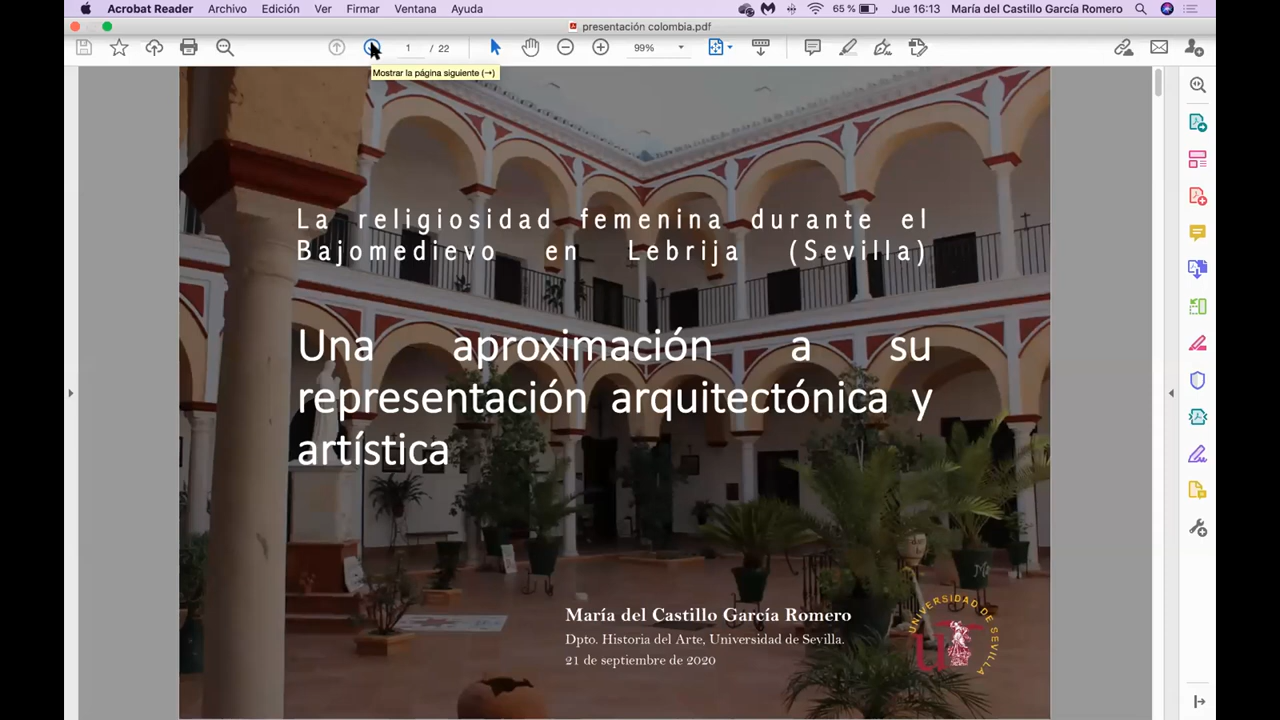 Acrobat Reader Archivo Edición Ver Firmar Ventana Ayuda 65 % Jue 16:13 María del Castillo García Romero
presentación colombia.pdf
1 / 22 99%
Mostrar la página siguiente (→)
La religiosidad femenina durante el
Bajomedievo en Lebrija (Sevilla)
Una aproximación a su
representación arquitectónica y
artística
María del Castillo García Romero
Dpto. Historia del Arte, Universidad de Sevilla.
21 de septiembre de 2020
UNIVERSIDAD DE SEVILLA